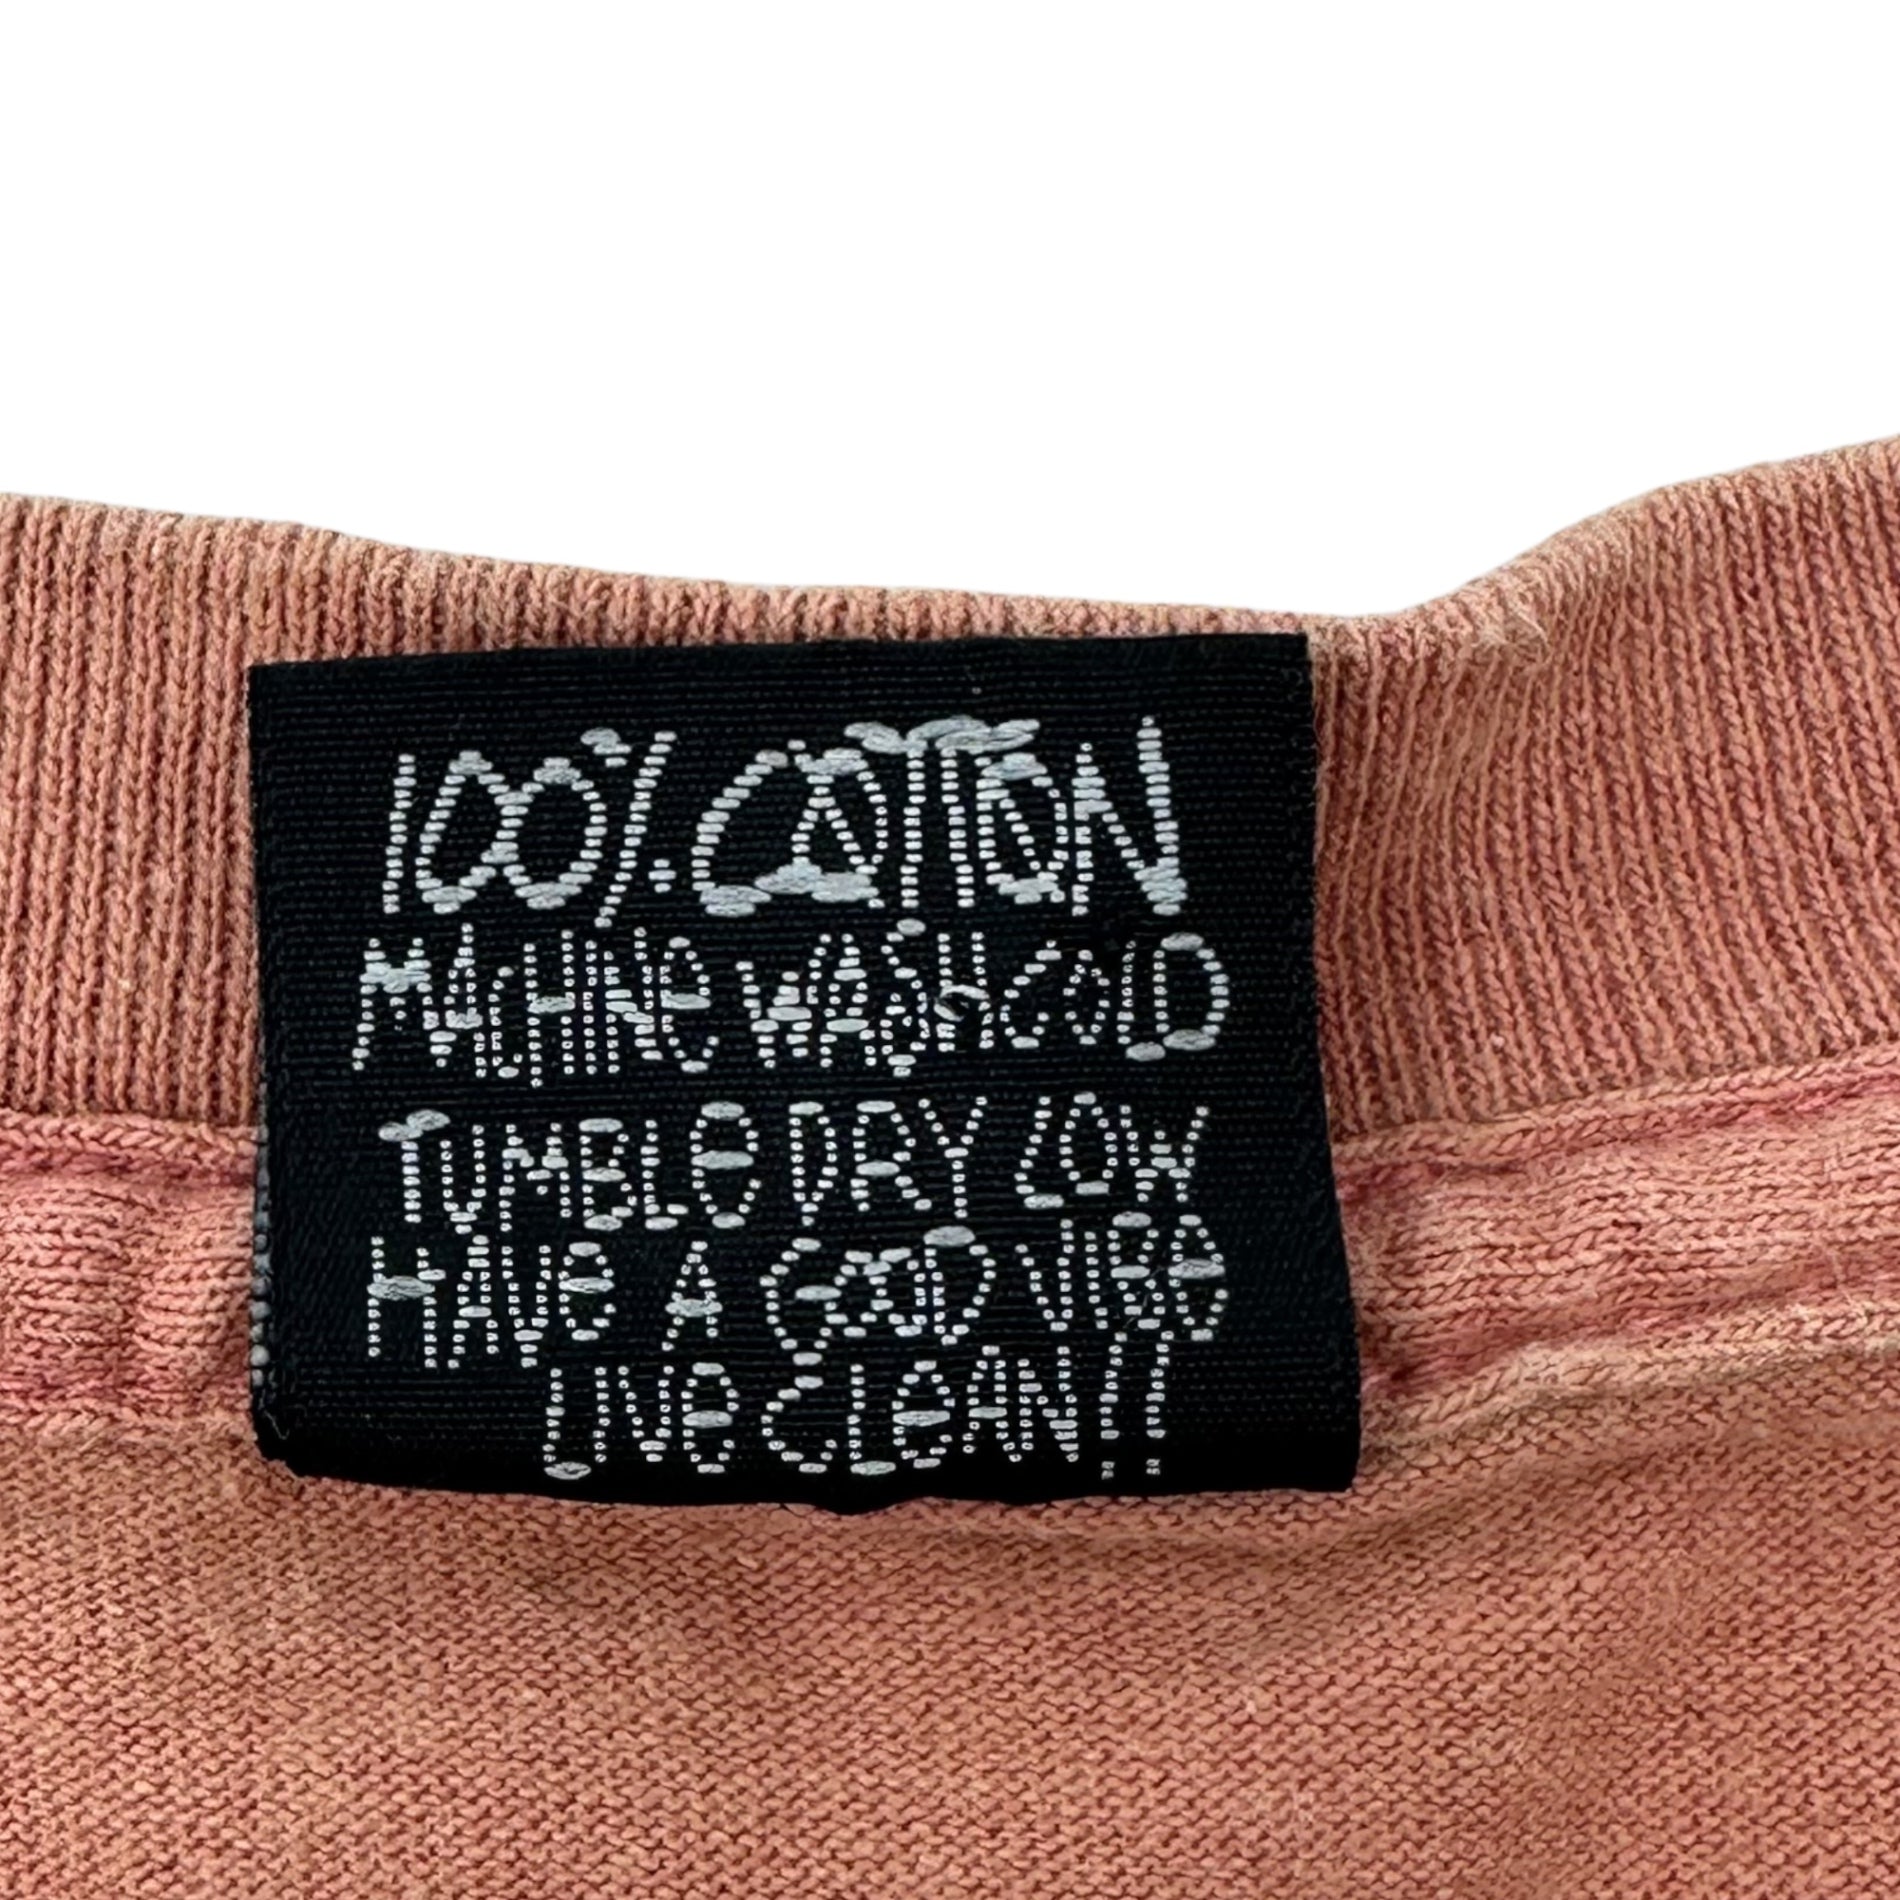 100% COTTON
MACHINE WASH COLD
TUMBLE DRY LOW
HAVE A GOOD VIBE
LIVE CLEAN!!